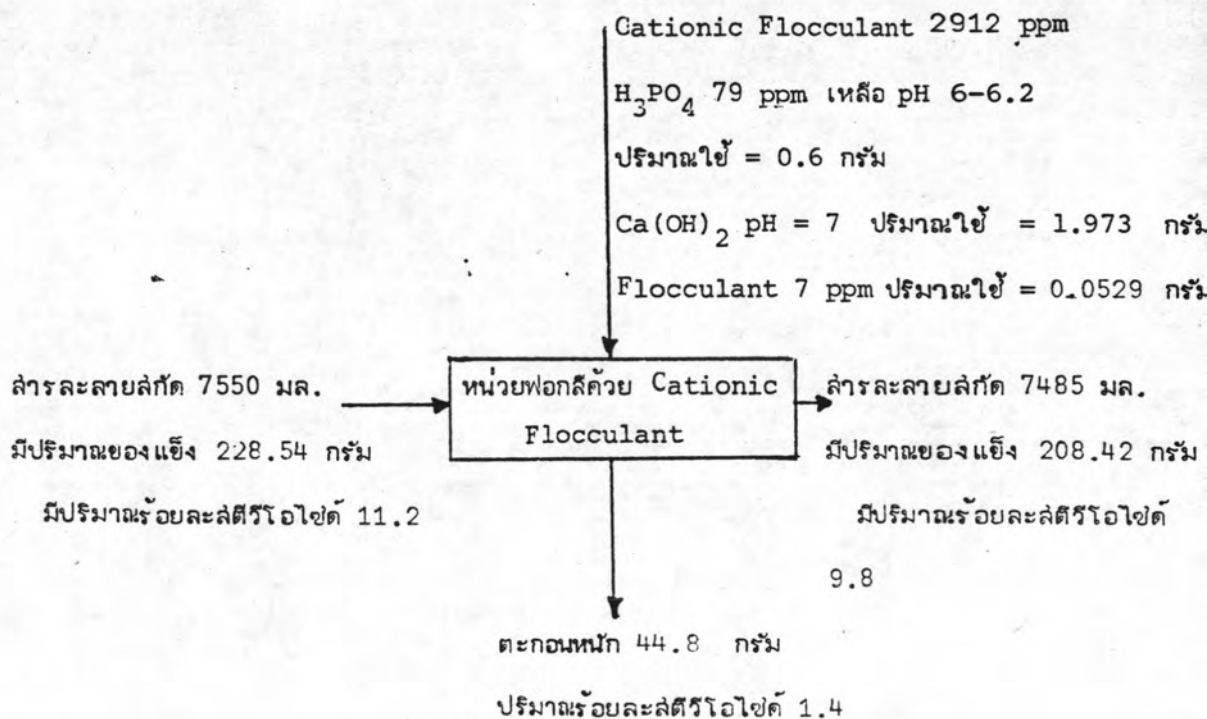 Cationic Flocculant 2912 ppm
H3PO4 79 ppm เหลือ pH 6-6.2
ปริมาณใช้ = 0.6 กรัม
Ca(OH)2 pH = 7 ปริมาณใช้ = 1.973 กรัม
Flocculant 7 ppm ปริมาณใช้ = 0.0529 กรัม
สารละลายสกัด 7550 มล.
มีปริมาณของแข็ง 228.54 กรัม
มีปริมาณร้อยละสตีวิโอไซด์ 11.2
หน่วยฟอกสีด้วย Cationic
Flocculant
สารละลายสกัด 7485 มล.
มีปริมาณของแข็ง 208.42 กรัม
มีปริมาณร้อยละสตีวิโอไซด์
9.8
ตะกอนหนัก 44.8 กรัม
ปริมาณร้อยละสตีวิโอไซด์ 1.4